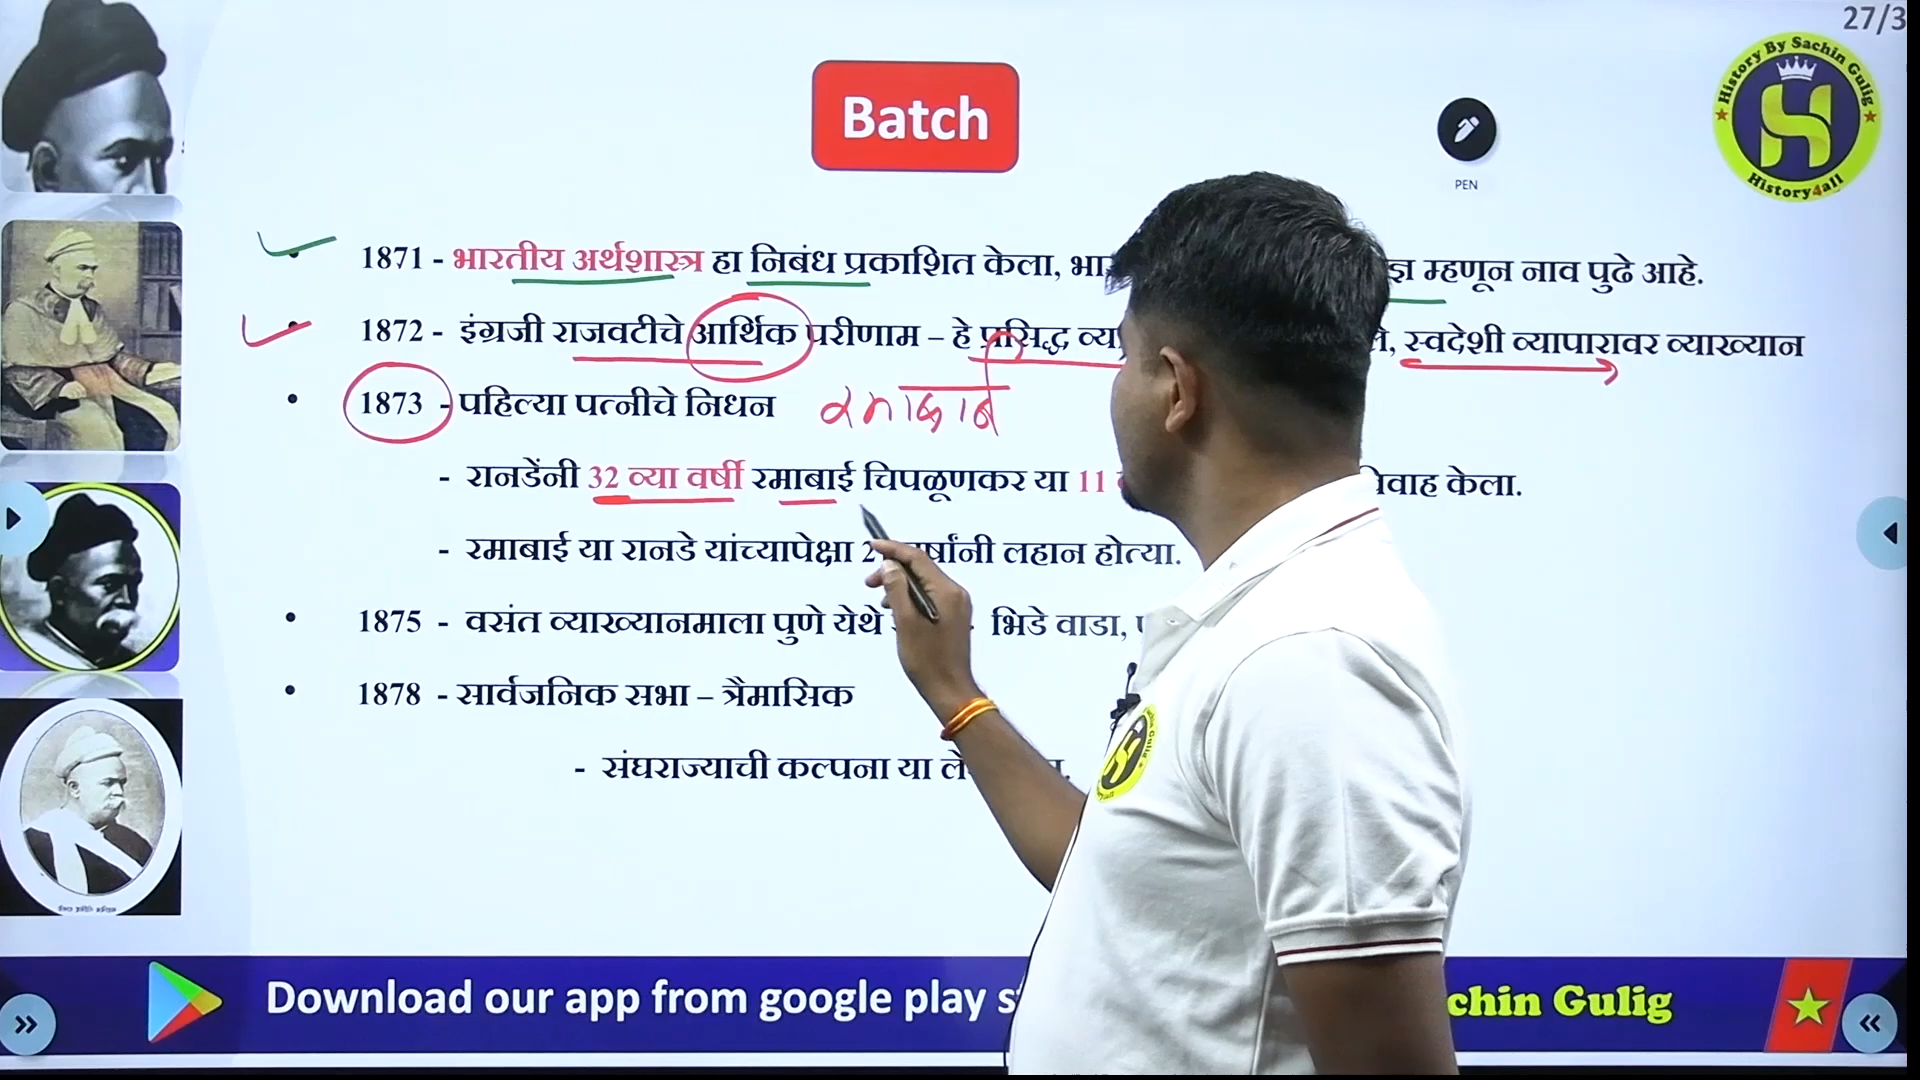 27/3
Batch
History By Sachin Gulig
History4all
PEN
1871 - भारतीय अर्थशास्त्र हा निबंध प्रकाशित केला, म्हणून नाव पुढे आहे.
1872 - इंग्रजी राजवटीचे आर्थिक परीणाम – हे प्रसिद्ध स्वदेशी व्यापारावर व्याख्यान
1873 - पहिल्या पत्नीचे निधन
- रानडेंनी 32 व्या वर्षी रमाबाई चिपळूणकर या 11 केला.
- रमाबाई या रानडे यांच्यापेक्षा लहान होत्या.
1875 - वसंत व्याख्यानमाला पुणे येथे भिडे वाडा,
1878 - सार्वजनिक सभा – त्रैमासिक
- संघराज्याची कल्पना या
Download our app from google play Gulig